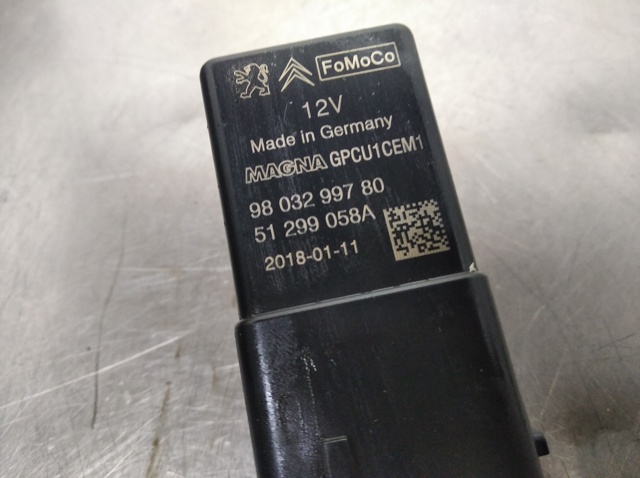 FoMoCo
12V
Made in Germany
MAGNA GPCU1CEM1
98 032 997 80
51 299 058A
2018-01-11